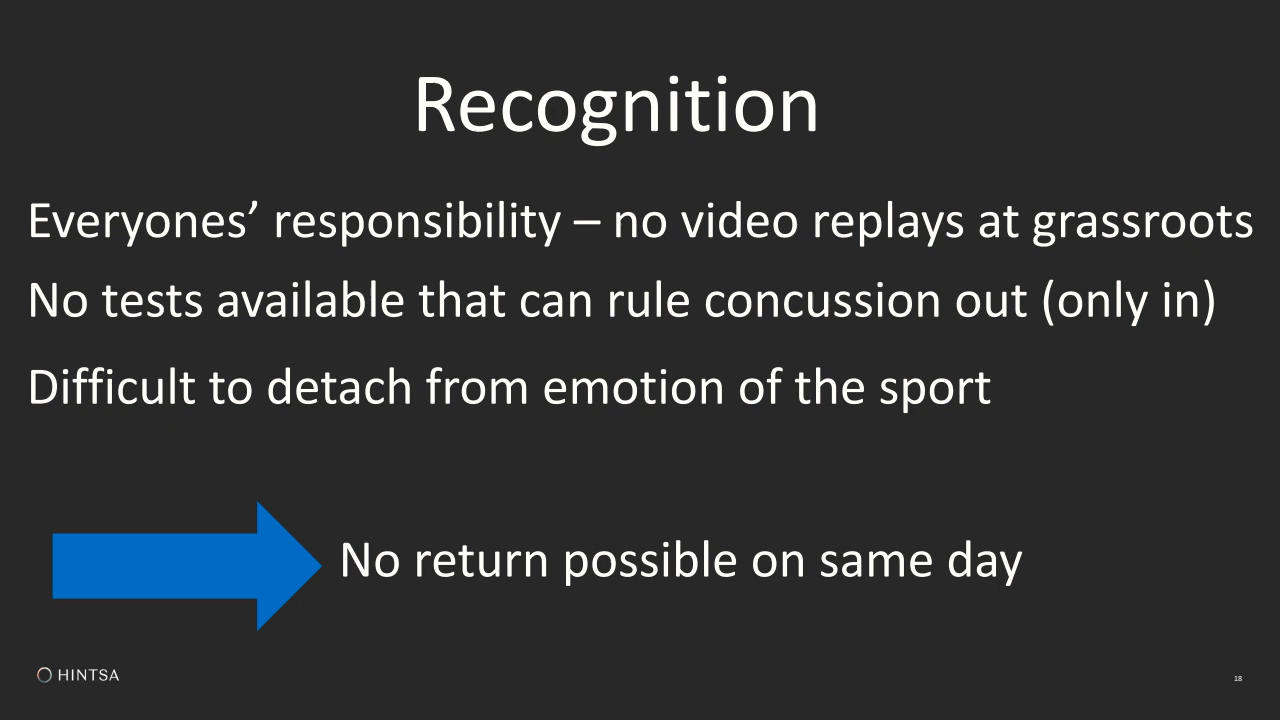 Recognition
Everyones’ responsibility – no video replays at grassroots
No tests available that can rule concussion out (only in)
Difficult to detach from emotion of the sport
No return possible on same day
HINTSA
18